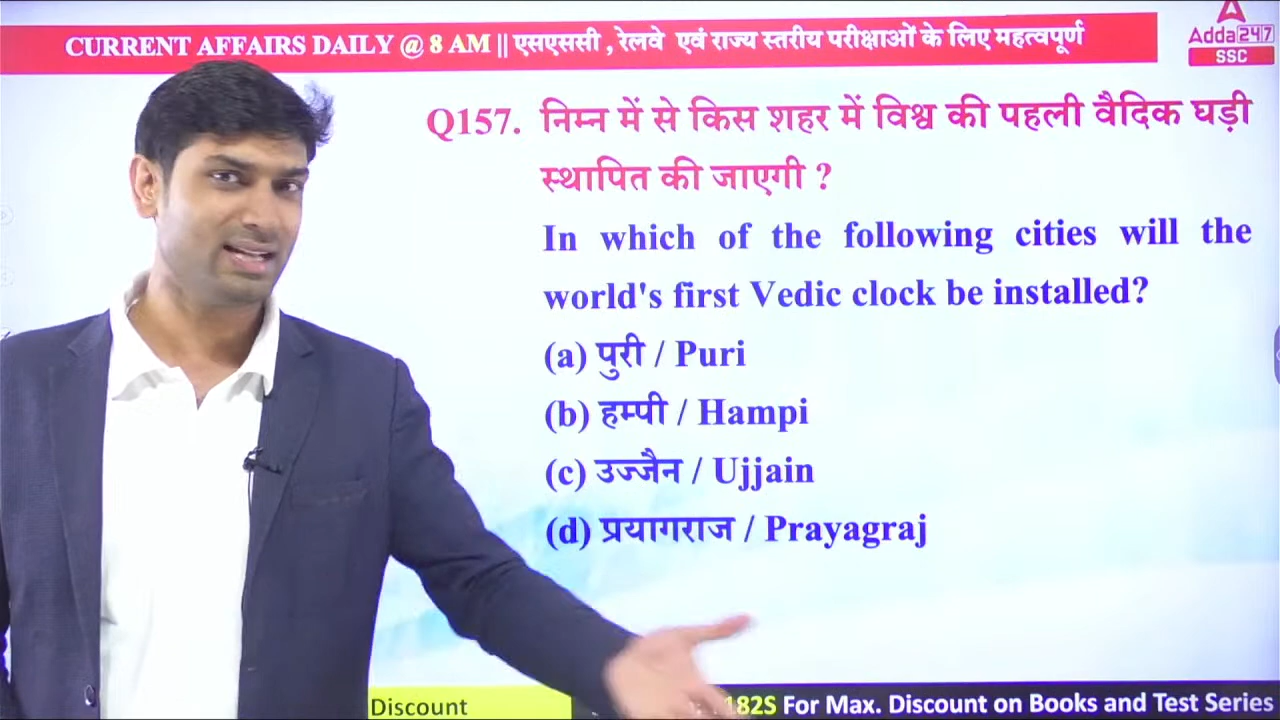 CURRENT AFFAIRS DAILY @ 8 AM || एसएससी , रेलवे एवं राज्य स्तरीय परीक्षाओं के लिए महत्वपूर्ण
Adda247
SSC
Q157. निम्न में से किस शहर में विश्व की पहली वैदिक घड़ी
स्थापित की जाएगी ?
In which of the following cities will the
world's first Vedic clock be installed?
(a) पुरी / Puri
(b) हम्पी / Hampi
(c) उज्जैन / Ujjain
(d) प्रयागराज / Prayagraj
Discount
182S For Max. Discount on Books and Test Series